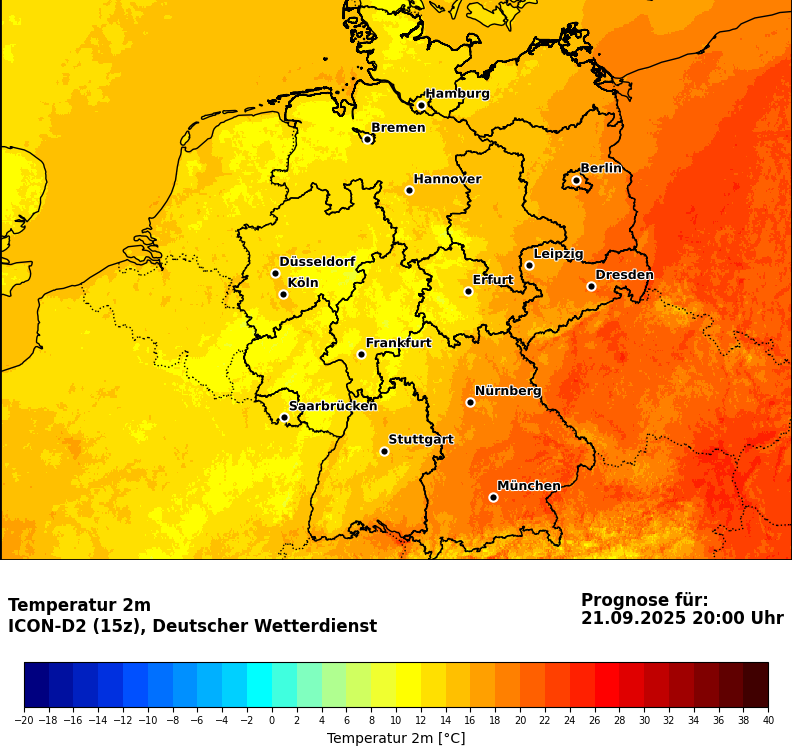 Hamburg
Bremen
Berlin
Hannover
Leipzig
Düsseldorf
Dresden
Köln
Erfurt
Frankfurt
Nürnberg
Saarbrücken
Stuttgart
München
Temperatur 2m
ICON-D2 (15z), Deutscher Wetterdienst
Prognose für:
21.09.2025 20:00 Uhr
−20 −18 −16 −14 −12 −10 −8 −6 −4 −2 0 2 4 6 8 10 12 14 16 18 20 22 24 26 28 30 32 34 36 38 40
Temperatur 2m [°C]